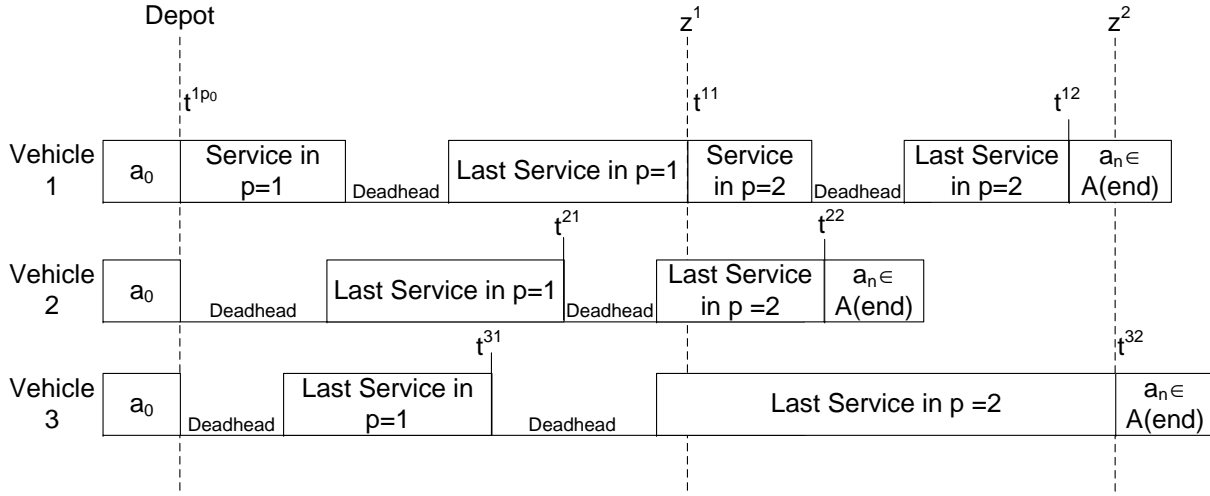 Depot
z¹
z²
t¹ᵖ⁰
t¹¹
t¹²
Vehicle
1
a₀
Service in
p=1
Deadhead
Last Service in p=1
Service
in p=2
Deadhead
Last Service
in p=2
aₙ∈
A(end)
t²¹
t²²
Vehicle
2
a₀
Deadhead
Last Service in p=1
Deadhead
Last Service
in p =2
aₙ∈
A(end)
t³¹
t³²
Vehicle
3
a₀
Deadhead
Last Service in
p=1
Deadhead
Last Service in p =2
aₙ∈
A(end)